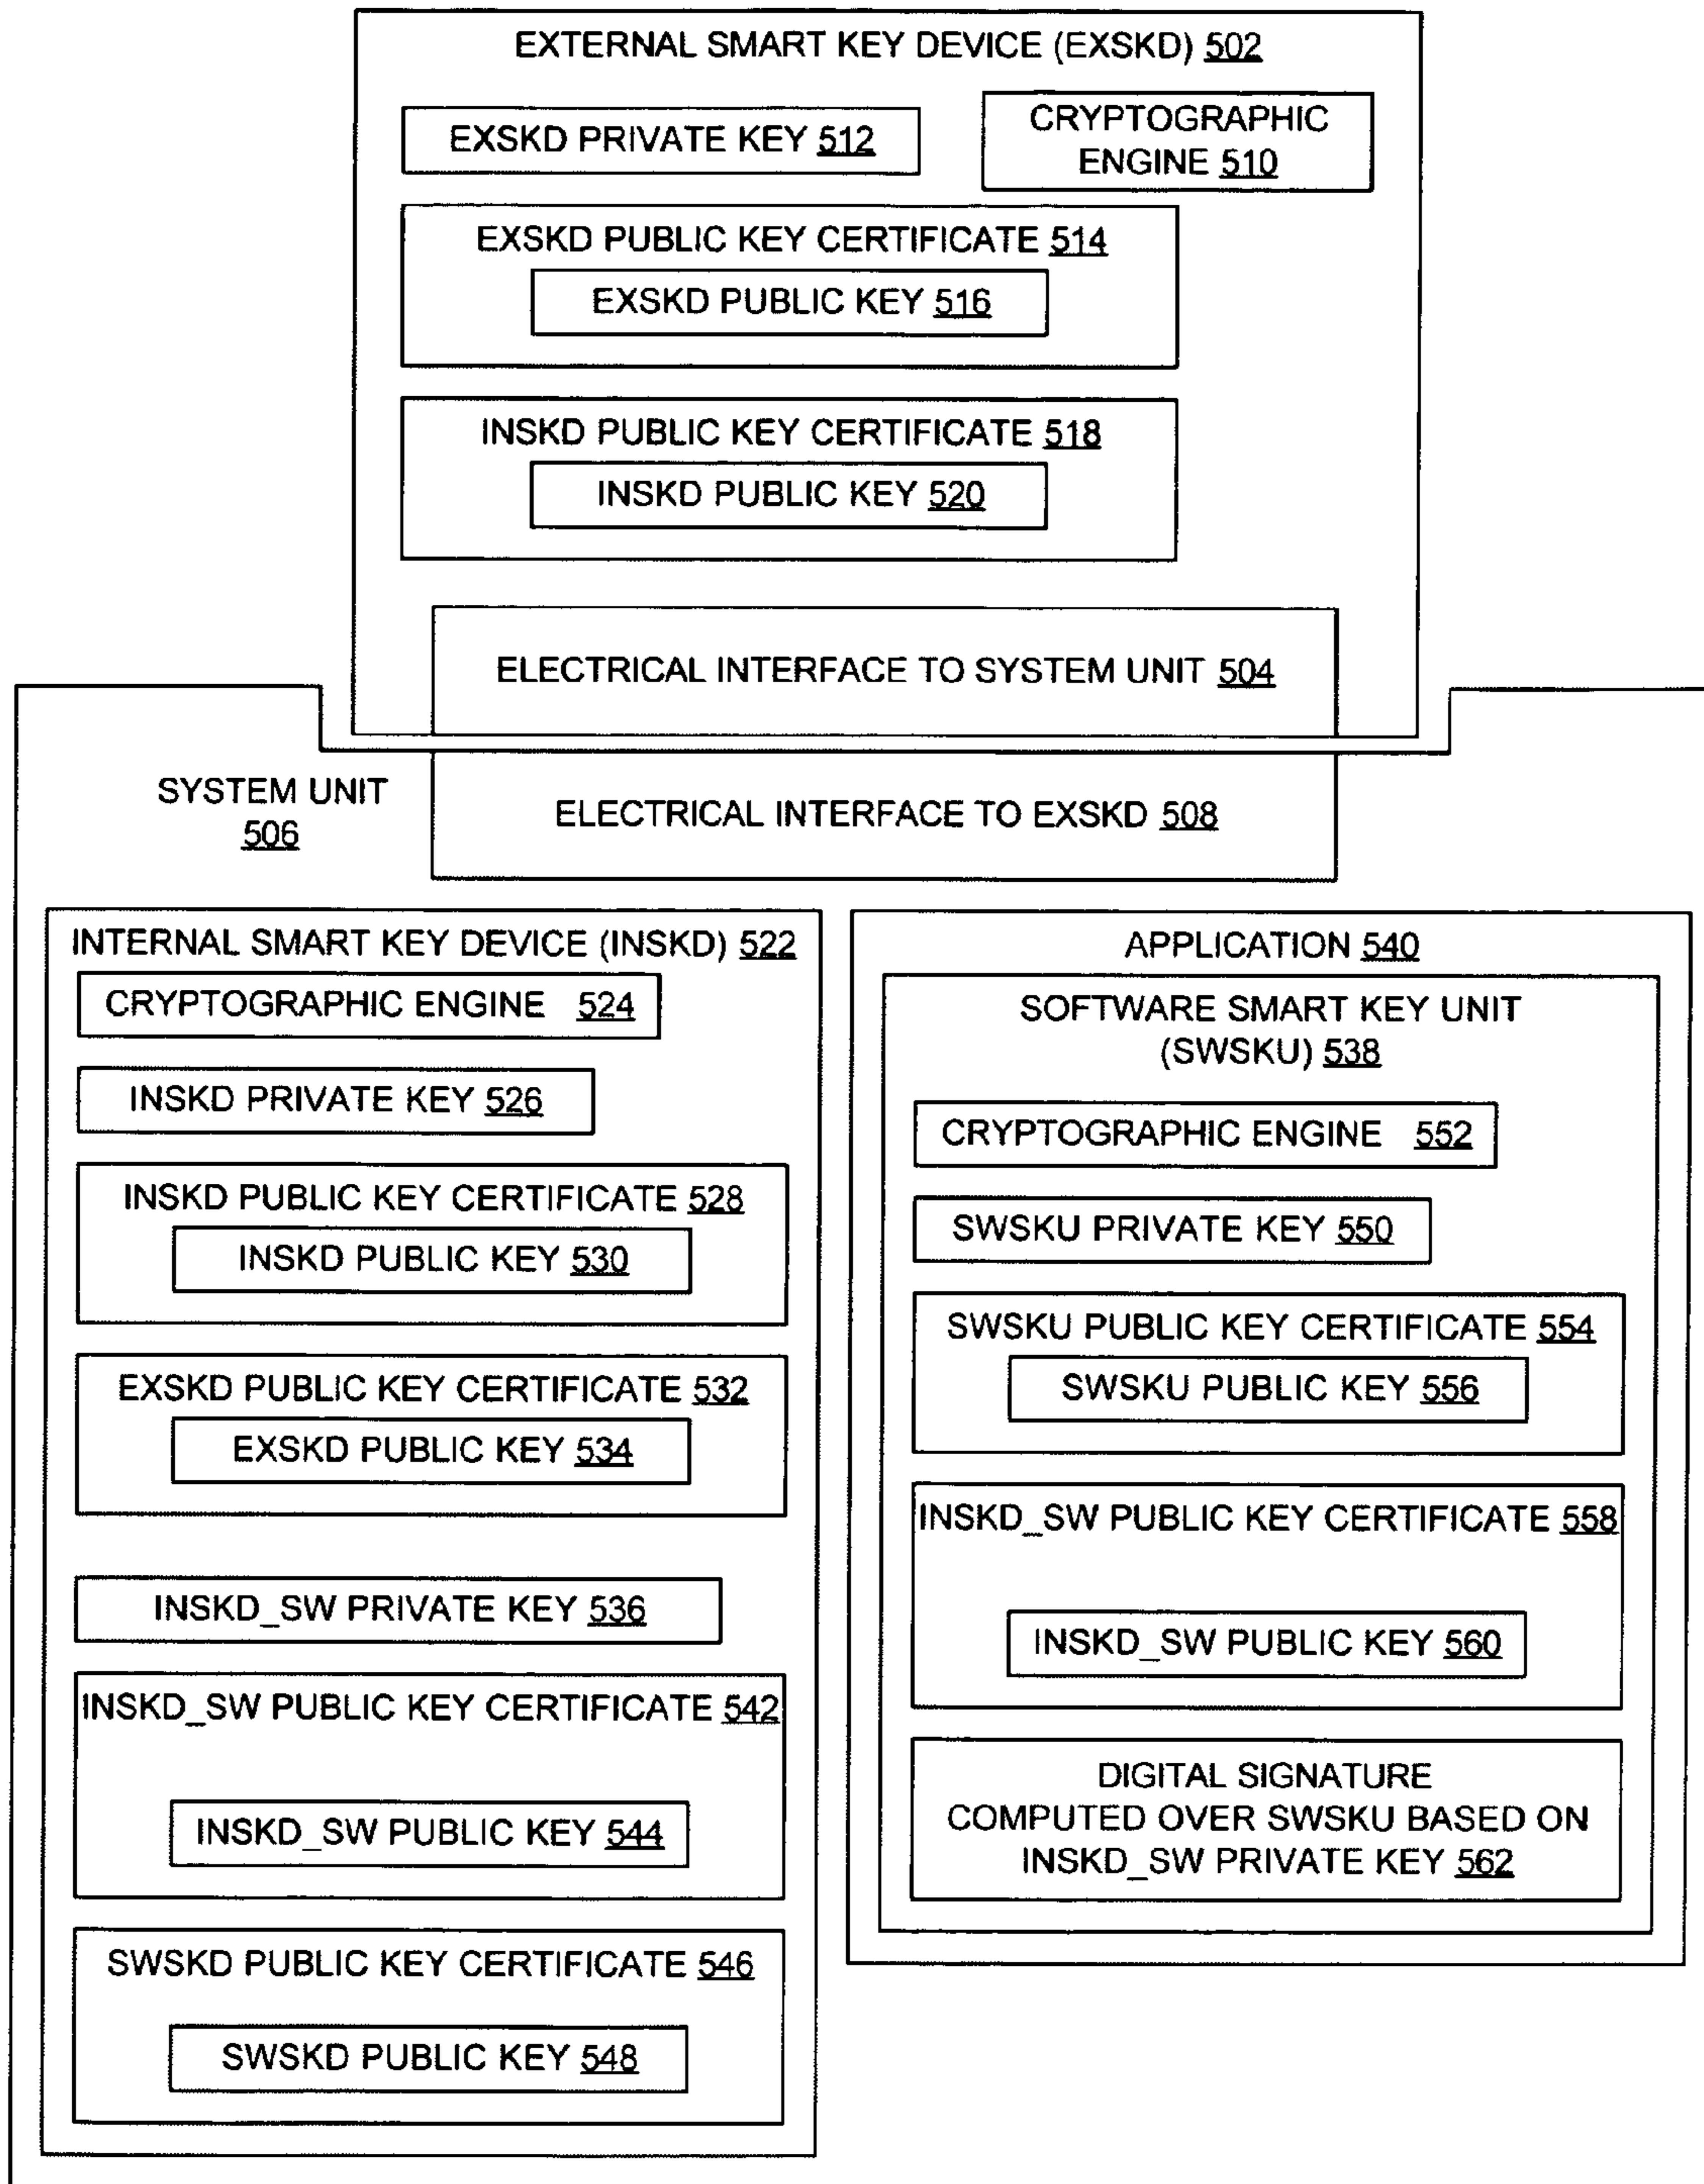 EXTERNAL SMART KEY DEVICE (EXSKD) 502
EXSKD PRIVATE KEY 512
CRYPTOGRAPHIC
ENGINE 510
EXSKD PUBLIC KEY CERTIFICATE 514
EXSKD PUBLIC KEY 516
INSKD PUBLIC KEY CERTIFICATE 518
INSKD PUBLIC KEY 520
ELECTRICAL INTERFACE TO SYSTEM UNIT 504
SYSTEM UNIT
506
ELECTRICAL INTERFACE TO EXSKD 508
INTERNAL SMART KEY DEVICE (INSKD) 522
CRYPTOGRAPHIC ENGINE 524
INSKD PRIVATE KEY 526
INSKD PUBLIC KEY CERTIFICATE 528
INSKD PUBLIC KEY 530
EXSKD PUBLIC KEY CERTIFICATE 532
EXSKD PUBLIC KEY 534
INSKD_SW PRIVATE KEY 536
INSKD_SW PUBLIC KEY CERTIFICATE 542
INSKD_SW PUBLIC KEY 544
SWSKD PUBLIC KEY CERTIFICATE 546
SWSKD PUBLIC KEY 548
APPLICATION 540
SOFTWARE SMART KEY UNIT
(SWSKU) 538
CRYPTOGRAPHIC ENGINE 552
SWSKU PRIVATE KEY 550
SWSKU PUBLIC KEY CERTIFICATE 554
SWSKU PUBLIC KEY 556
INSKD_SW PUBLIC KEY CERTIFICATE 558
INSKD_SW PUBLIC KEY 560
DIGITAL SIGNATURE
COMPUTED OVER SWSKU BASED ON
INSKD_SW PRIVATE KEY 562